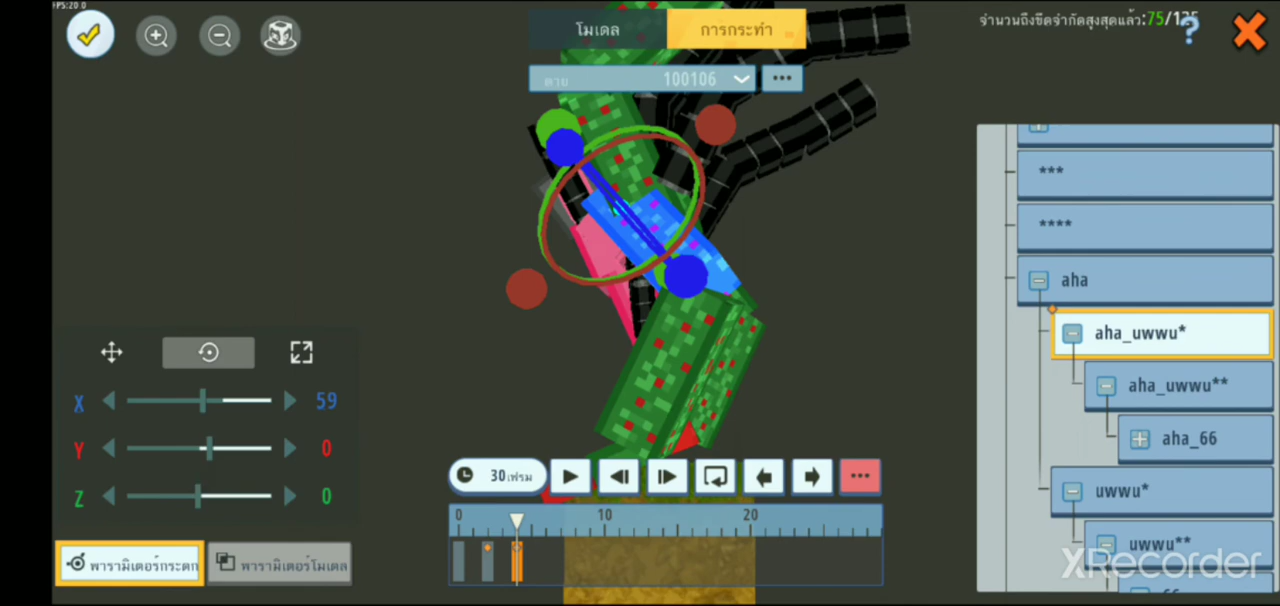 FPS:20.0
โมเดล
การกระทำ
จำนวนถึงขีดจำกัดสูงสุดแล้ว:75/125
?
ตาย 100106
***
****
aha
aha_uwwu*
aha_uwwu**
aha_66
uwwu*
uwwu**
X 59
Y 0
Z 0
30เฟรม
0 10 20
พารามิเตอร์กระดูก
พารามิเตอร์โมเดล
XRecorder